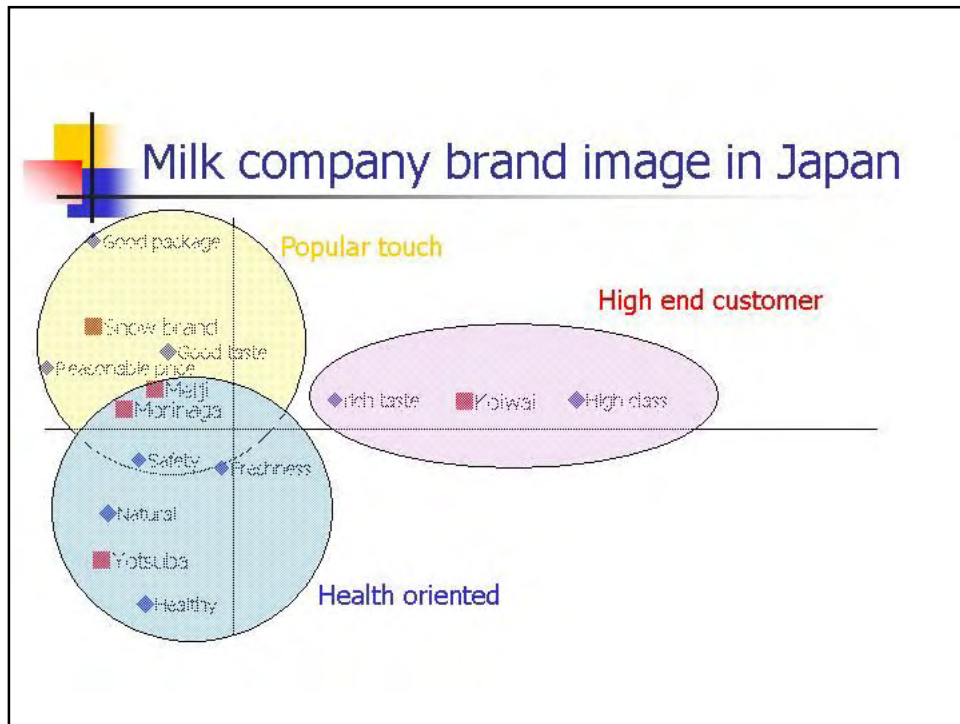 Milk company brand image in Japan
Good package
Popular touch
High end customer
Snow brand
Good taste
Reasonable price
Meiji
Morinaga
rich taste
Koiwai
High class
Safety
Freshness
Natural
Yotsuba
Healthy
Health oriented